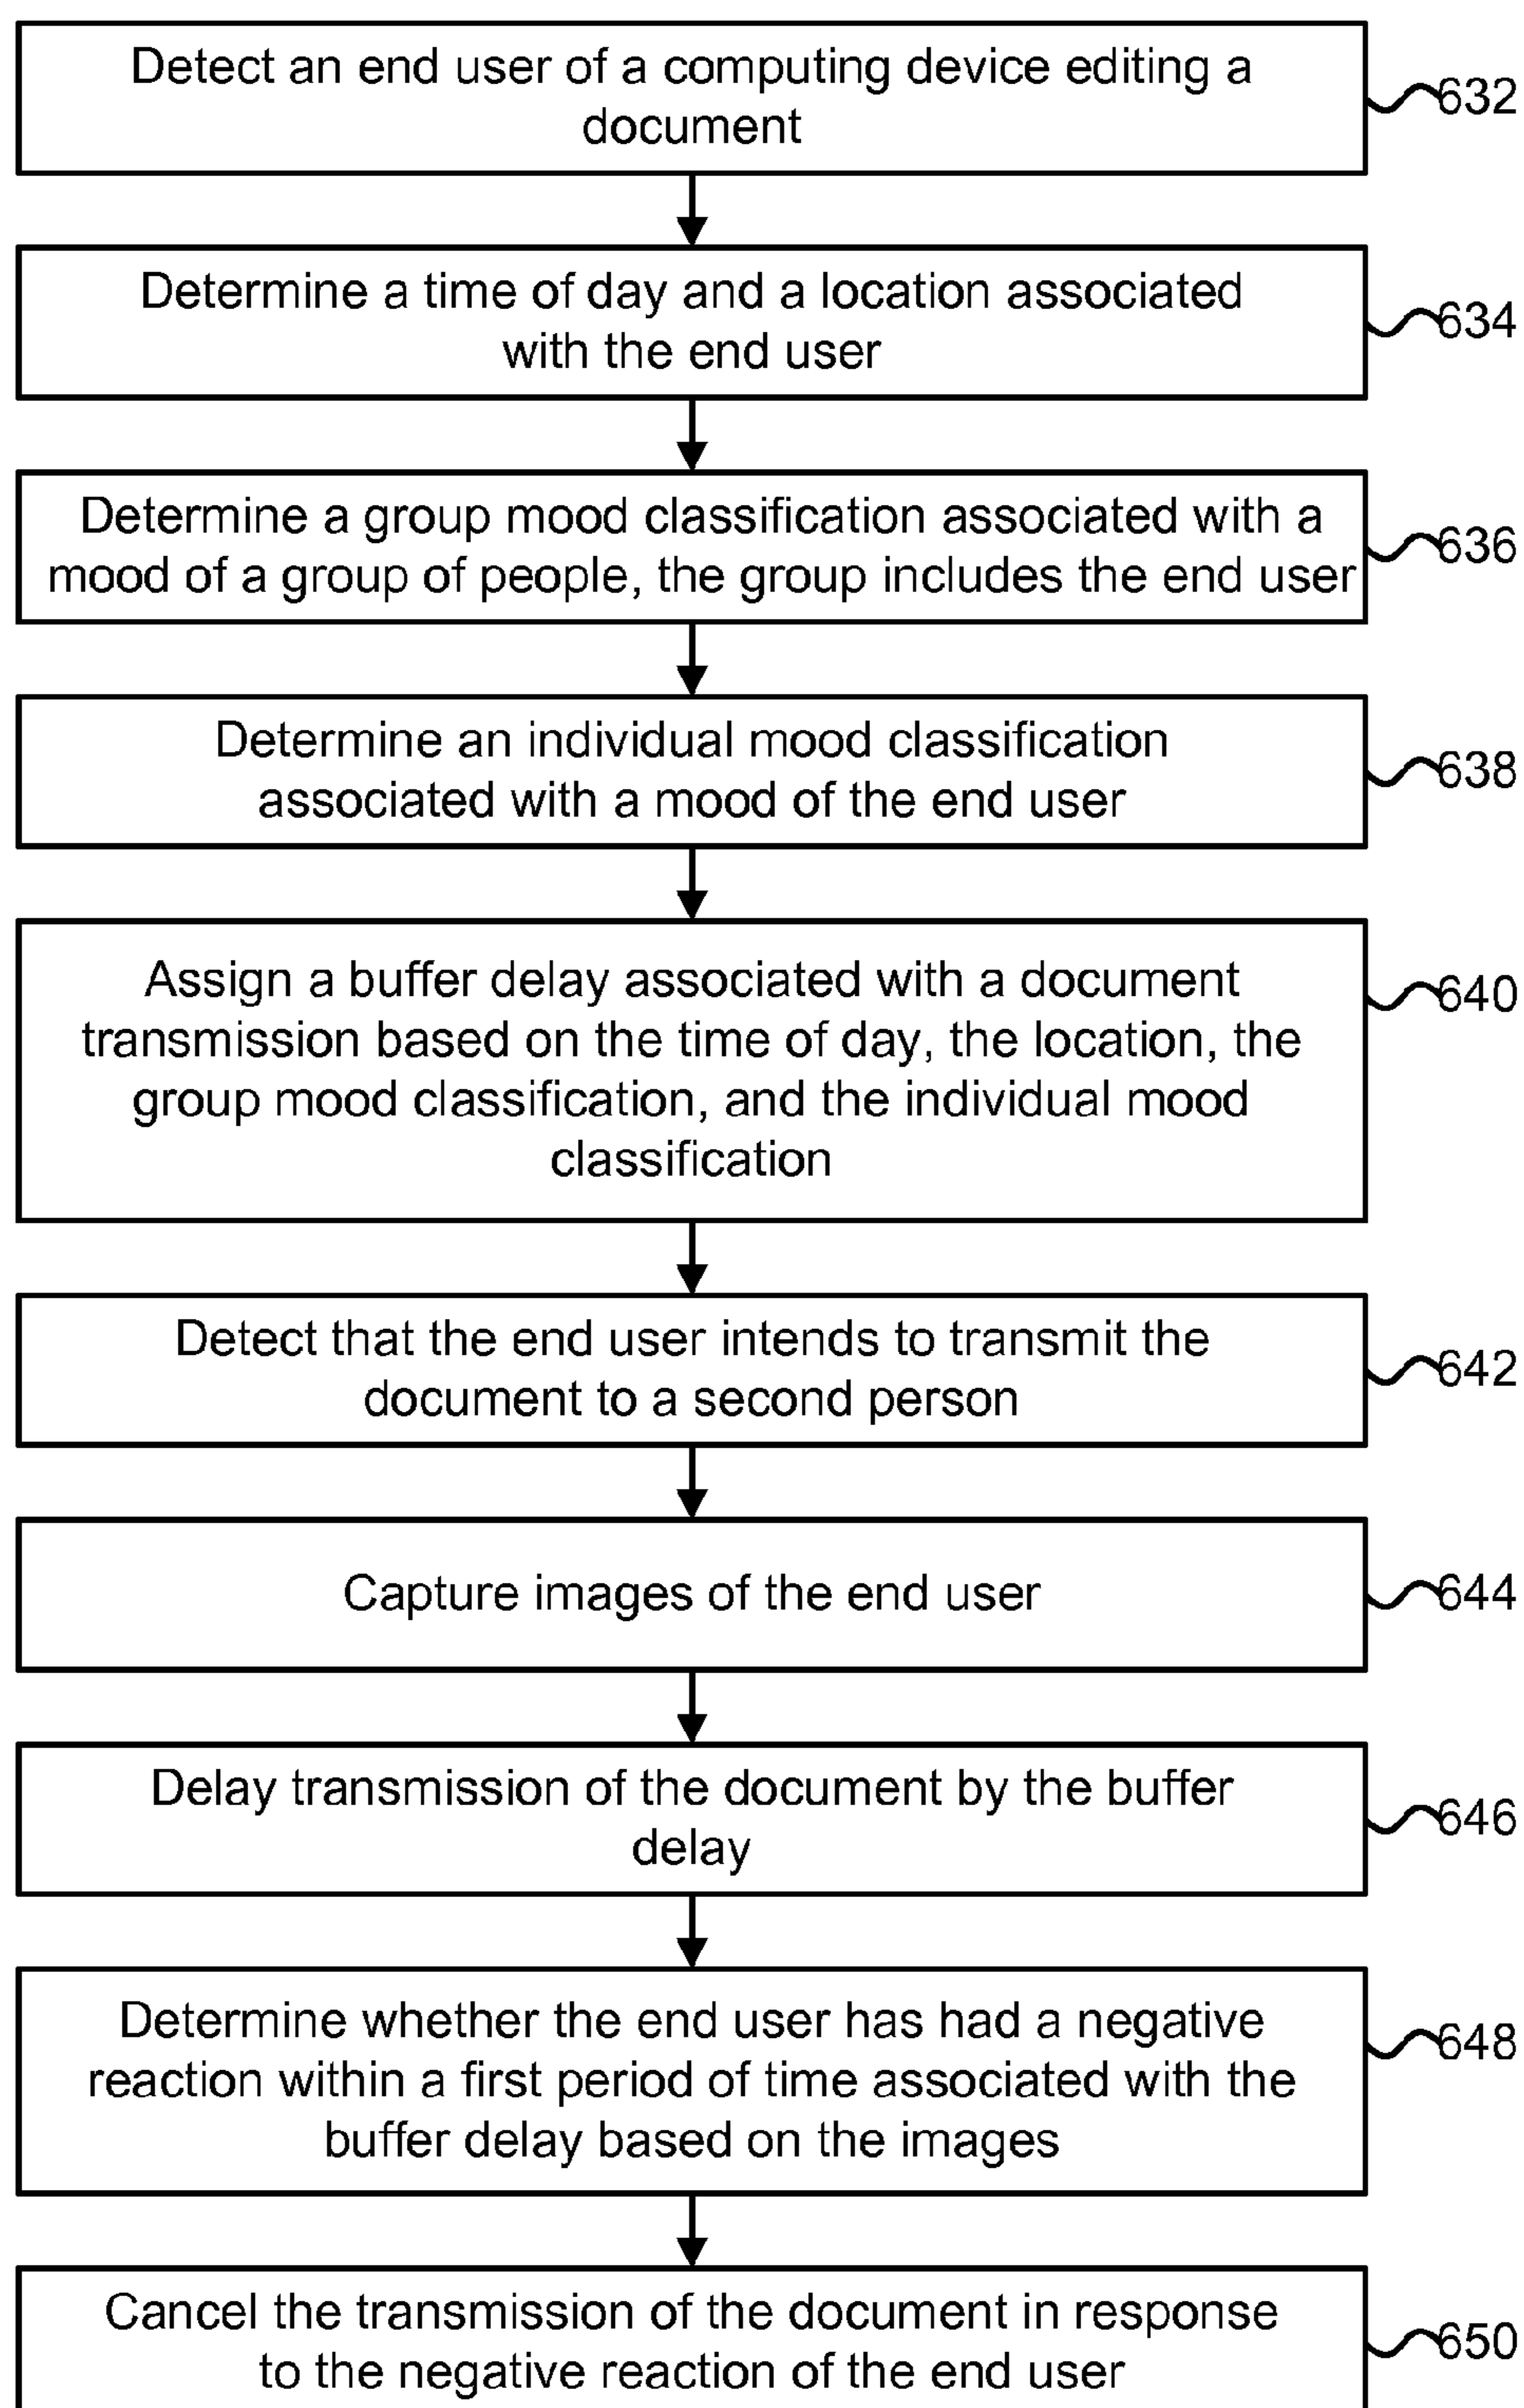 Detect an end user of a computing device editing a
document
632
Determine a time of day and a location associated
with the end user
634
Determine a group mood classification associated with a
mood of a group of people, the group includes the end user
636
Determine an individual mood classification
associated with a mood of the end user
638
Assign a buffer delay associated with a document
transmission based on the time of day, the location, the
group mood classification, and the individual mood
classification
640
Detect that the end user intends to transmit the
document to a second person
642
Capture images of the end user
644
Delay transmission of the document by the buffer
delay
646
Determine whether the end user has had a negative
reaction within a first period of time associated with the
buffer delay based on the images
648
Cancel the transmission of the document in response
to the negative reaction of the end user
650